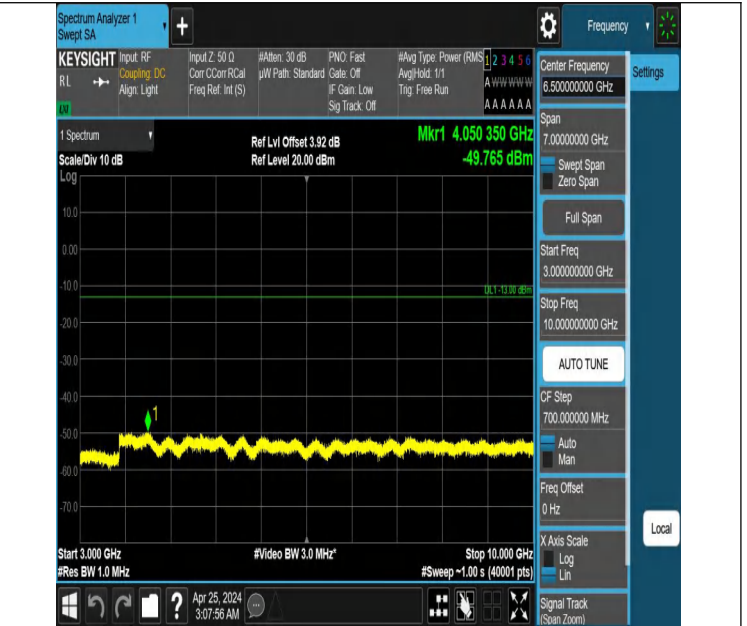 Spectrum Analyzer 1
Swept SA
+
Frequency
KEYSIGHT
RL
LXI
Input: RF
Coupling: DC
Align: Light
Input Z: 50 Ω
Corr CCorr RCal
Freq Ref: Int (S)
#Atten: 30 dB
µW Path: Standard
PNO: Fast
Gate: Off
IF Gain: Low
Sig Track: Off
#Avg Type: Power (RMS
Avg|Hold: 1/1
Trig: Free Run
1 2 3 4 5 6
A W W W W W
A A A A A A
1 Spectrum
Scale/Div 10 dB
Log
Ref Lvl Offset 3.92 dB
Ref Level 20.00 dBm
Mkr1 4.050 350 GHz
-49.765 dBm
10.0
0.00
-10.0
DL1 -13.00 dBm
-20.0
-30.0
-40.0
1
-50.0
-60.0
-70.0
Start 3.000 GHz
#Res BW 1.0 MHz
#Video BW 3.0 MHz*
Stop 10.000 GHz
#Sweep ~1.00 s (40001 pts)
?
Apr 25, 2024
3:07:56 AM
Center Frequency
6.500000000 GHz
Span
7.00000000 GHz
Swept Span
Zero Span
Full Span
Start Freq
3.000000000 GHz
Stop Freq
10.000000000 GHz
AUTO TUNE
CF Step
700.000000 MHz
Auto
Man
Freq Offset
0 Hz
X Axis Scale
Log
Lin
Signal Track
(Span Zoom)
Settings
Local